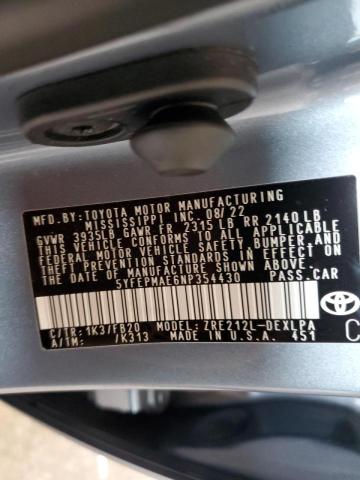 MFD. BY: TOYOTA MOTOR MANUFACTURING
MISSISSIPPI INC. 08/22
GVWR 3935LB GAWR FR 2315 LB RR 2140 LB
THIS VEHICLE CONFORMS TO ALL APPLICABLE
FEDERAL MOTOR VEHICLE SAFETY, BUMPER, AND
THEFT PREVENTION STANDARDS IN EFFECT ON
THE DATE OF MANUFACTURE SHOWN ABOVE.
5YFEPMAE6NP354430 PASS.CAR
C/TR: 1K3/FB20 MODEL: ZRE212L-DEXLPA
A/TM: /K313 MADE IN U.S.A. 451
C